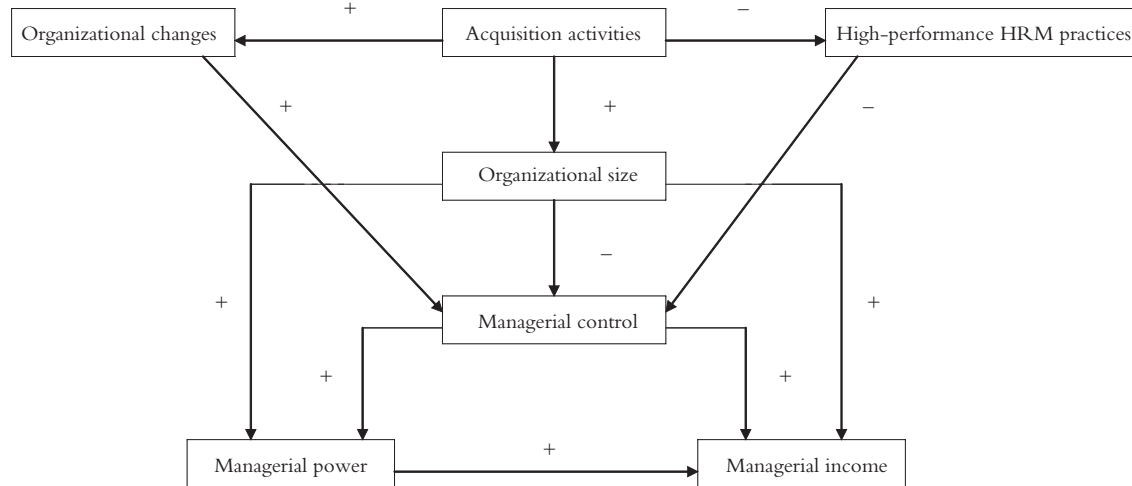 +
–
Organizational changes
Acquisition activities
High-performance HRM practices
+
+
–
Organizational size
–
+
+
Managerial control
+
+
+
Managerial power
Managerial income